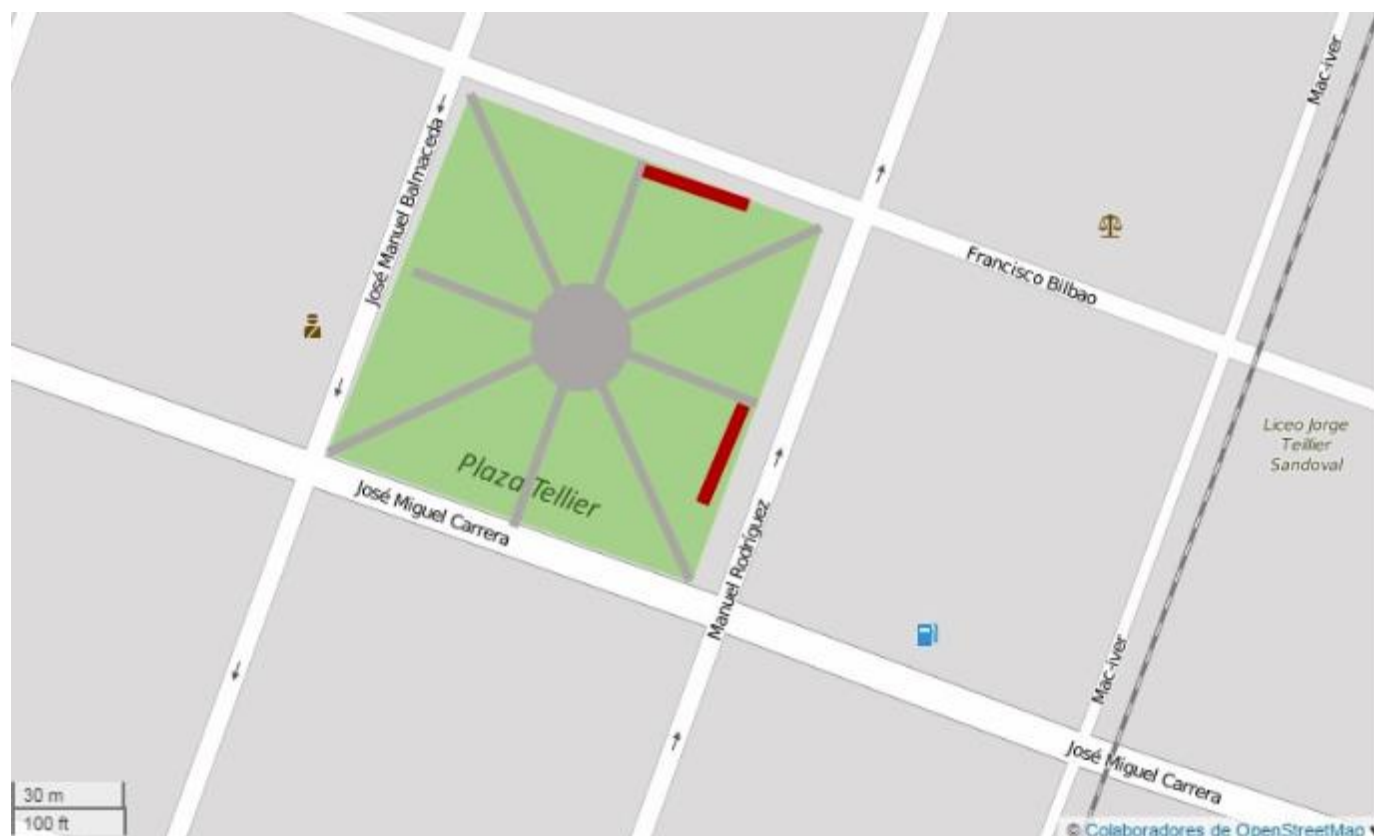 Mac-iver
José Manuel Balmaceda
Francisco Bilbao
Liceo Jorge
Teillier
Sandoval
Plaza Tellier
José Miguel Carrera
Manuel Rodríguez
Mac-iver
José Miguel Carrera
30 m
100 ft
© Colaboradores de OpenStreetMap